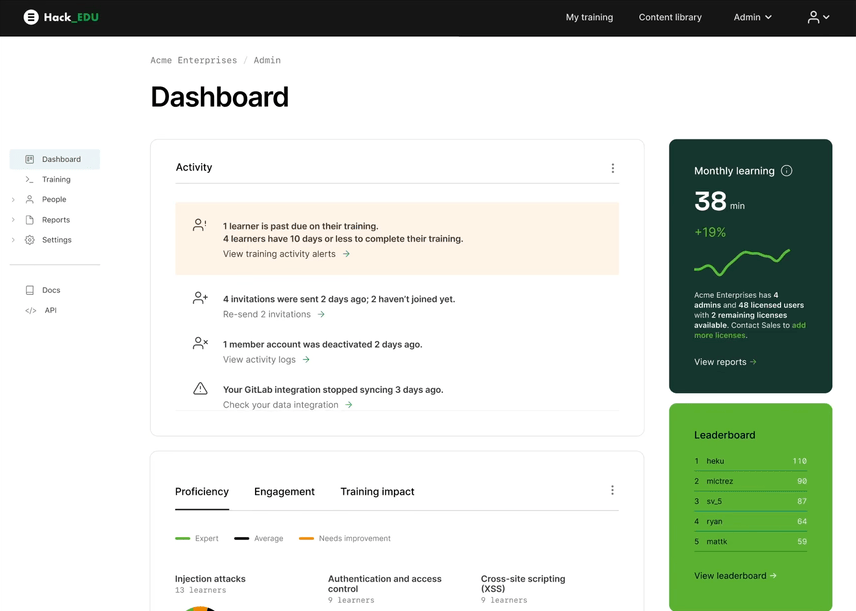 Hack_EDU
My training
Content library
Admin
Acme Enterprises / Admin
Dashboard
Dashboard
Training
People
Reports
Settings
Docs
</> API
Activity
1 learner is past due on their training.
4 learners have 10 days or less to complete their training.
View training activity alerts →
4 invitations were sent 2 days ago; 2 haven't joined yet.
Re-send 2 invitations →
1 member account was deactivated 2 days ago.
View activity logs →
Your GitLab integration stopped syncing 3 days ago.
Check your data integration →
Proficiency
Engagement
Training impact
Expert
Average
Needs improvement
Injection attacks
13 learners
Authentication and access
control
9 learners
Cross-site scripting
(XSS)
9 learners
Monthly learning
38 min
+19%
Acme Enterprises has 4
admins and 48 licensed users
with 2 remaining licenses
available. Contact Sales to add
more licenses.
View reports →
Leaderboard
1 heku 110
2 mictrez 90
3 sv_5 87
4 ryan 64
5 mattk 59
View leaderboard →